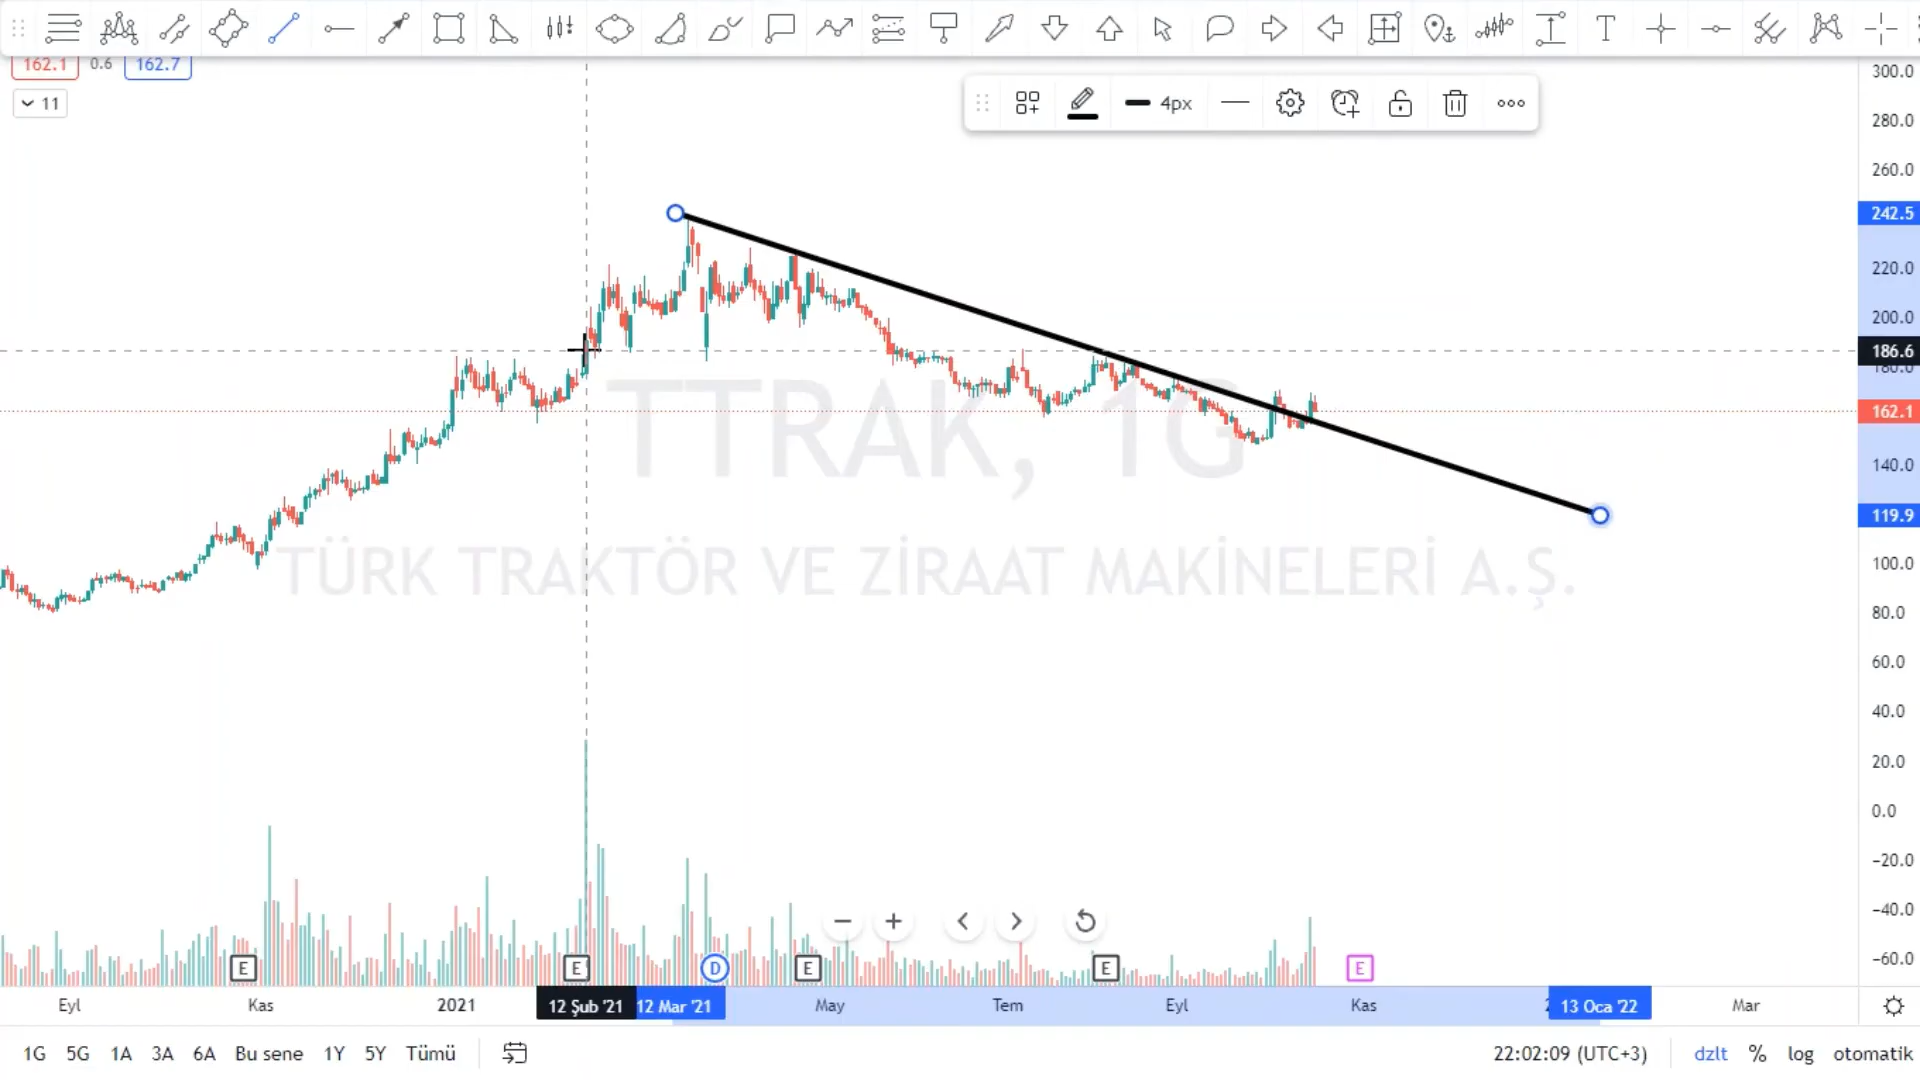 T
162.1 0.6 162.7
11
4px
300.0
280.0
260.0
242.5
220.0
200.0
186.6
180.0
162.1
140.0
119.9
100.0
80.0
60.0
40.0
20.0
0.0
−20.0
−40.0
−60.0
TTRAK, 1G
TÜRK TRAKTÖR VE ZİRAAT MAKİNELERİ A.Ş.
E E D E E E
Eyl Kas 2021 12 Şub '21 12 Mar '21 May Tem Eyl Kas 13 Oca '22 Mar
1G 5G 1A 3A 6A Bu sene 1Y 5Y Tümü 22:02:09 (UTC+3) dzlt % log otomatik